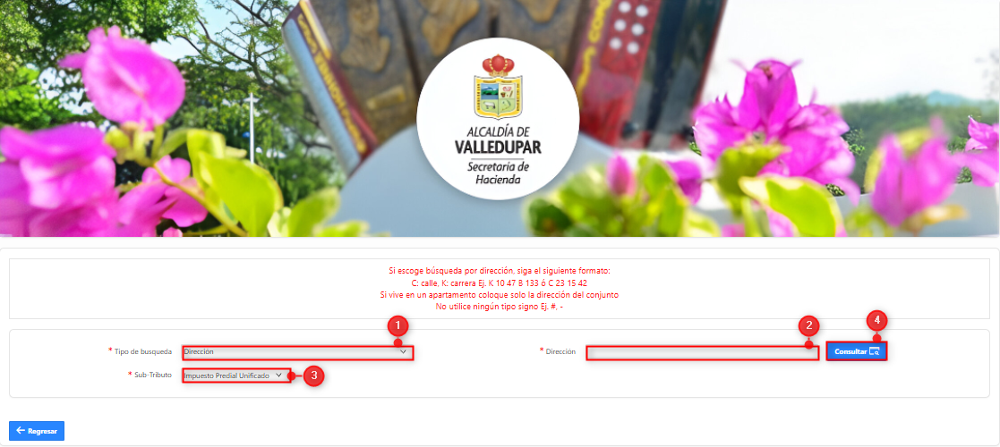 ALCALDÍA DE
VALLEDUPAR
Secretaría de
Hacienda
Si escoge búsqueda por dirección, siga el siguiente formato:
C: calle, K: carrera Ej. K 10 47 B 133 ó C 23 15 42
Si vive en un apartamento coloque solo la dirección del conjunto
No utilice ningún tipo signo Ej. #, -
1
2
4
* Tipo de busqueda
Dirección
* Dirección
Consultar
* Sub-Tributo
Impuesto Predial Unificado
3
Regresar